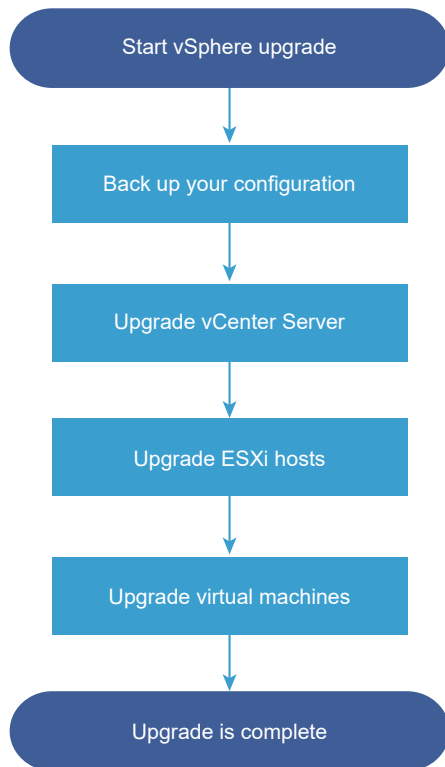 Start vSphere upgrade
Back up your configuration
Upgrade vCenter Server
Upgrade ESXi hosts
Upgrade virtual machines
Upgrade is complete